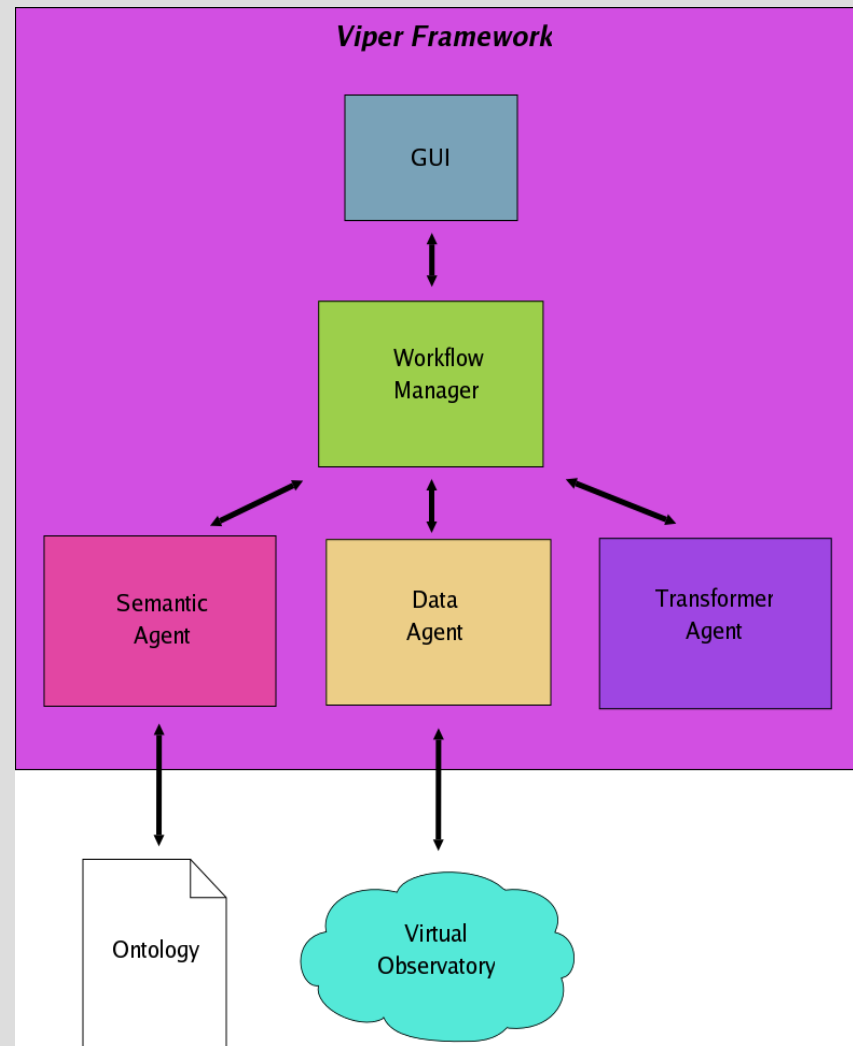 Viper Framework
GUI
Workflow
Manager
Semantic
Agent
Data
Agent
Transformer
Agent
Ontology
Virtual
Observatory